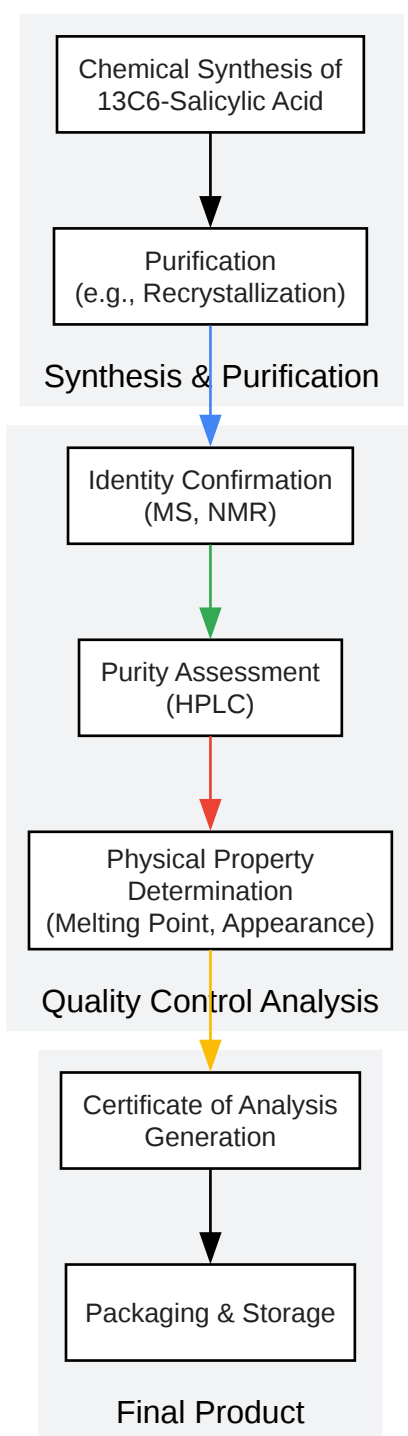 Chemical Synthesis of
13C6-Salicylic Acid
Purification
(e.g., Recrystallization)
Synthesis & Purification
Identity Confirmation
(MS, NMR)
Purity Assessment
(HPLC)
Physical Property
Determination
(Melting Point, Appearance)
Quality Control Analysis
Certificate of Analysis
Generation
Packaging & Storage
Final Product